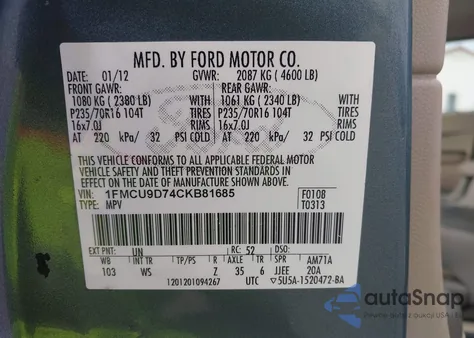 MFD. BY FORD MOTOR CO.
DATE: 01/12 GVWR: 2087 KG ( 4600 LB)
FRONT GAWR: REAR GAWR:
1080 KG ( 2380 LB) 1061 KG ( 2340 LB)
P235/70R16 104T TIRES P235/70R16 104T
16x7.0J RIMS 16x7.0J RIMS
AT 220 kPa/ 32 PSI COLD AT 220 kPa/ 32 PSI COLD
THIS VEHICLE CONFORMS TO ALL APPLICABLE FEDERAL MOTOR
VEHICLE SAFETY AND THEFT PREVENTION STANDARDS IN EFFECT
ON THE DATE OF MANUFACTURE SHOWN ABOVE.
VIN: 1FMCU9D74CKB81685 F0108
TYPE: MPV T0313
EXT PNT: UN RC: 52 DSO:
WB BRK INT TR TP/PS R AXLE TR SPR AM71A
103 WS Z 35 6 JJEE 20A
1201201094267 UTC ▽5U5A-1520472-BA
autoSnap